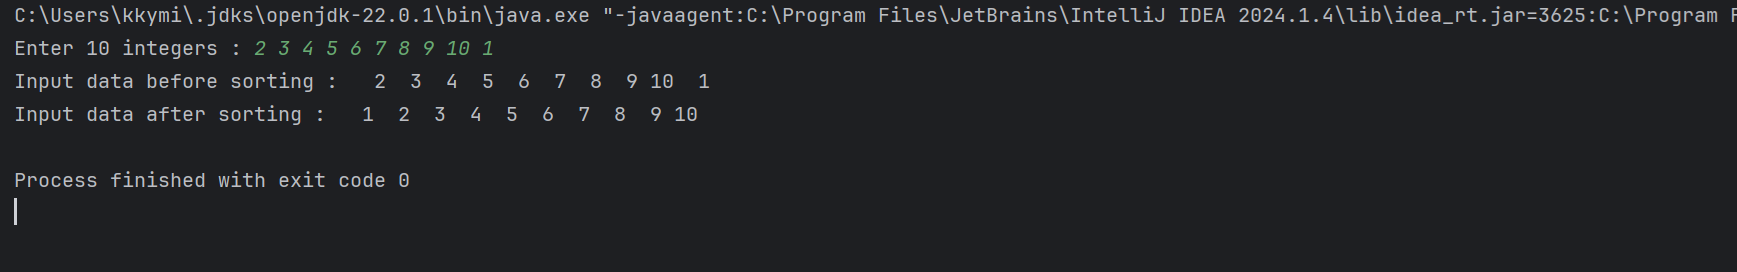 C:\Users\kkymi\.jdks\openjdk-22.0.1\bin\java.exe "-javaagent:C:\Program Files\JetBrains\IntelliJ IDEA 2024.1.4\lib\idea_rt.jar=3625:C:\Program
Enter 10 integers : 2 3 4 5 6 7 8 9 10 1
Input data before sorting :   2  3  4  5  6  7  8  9 10  1
Input data after sorting :   1  2  3  4  5  6  7  8  9 10
Process finished with exit code 0